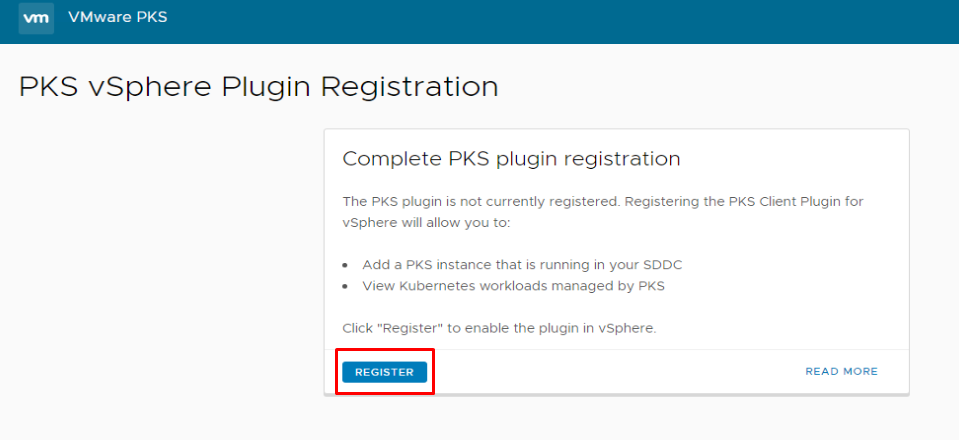 vm VMware PKS
PKS vSphere Plugin Registration
Complete PKS plugin registration
The PKS plugin is not currently registered. Registering the PKS Client Plugin for
vSphere will allow you to:
• Add a PKS instance that is running in your SDDC
• View Kubernetes workloads managed by PKS
Click "Register" to enable the plugin in vSphere.
REGISTER READ MORE